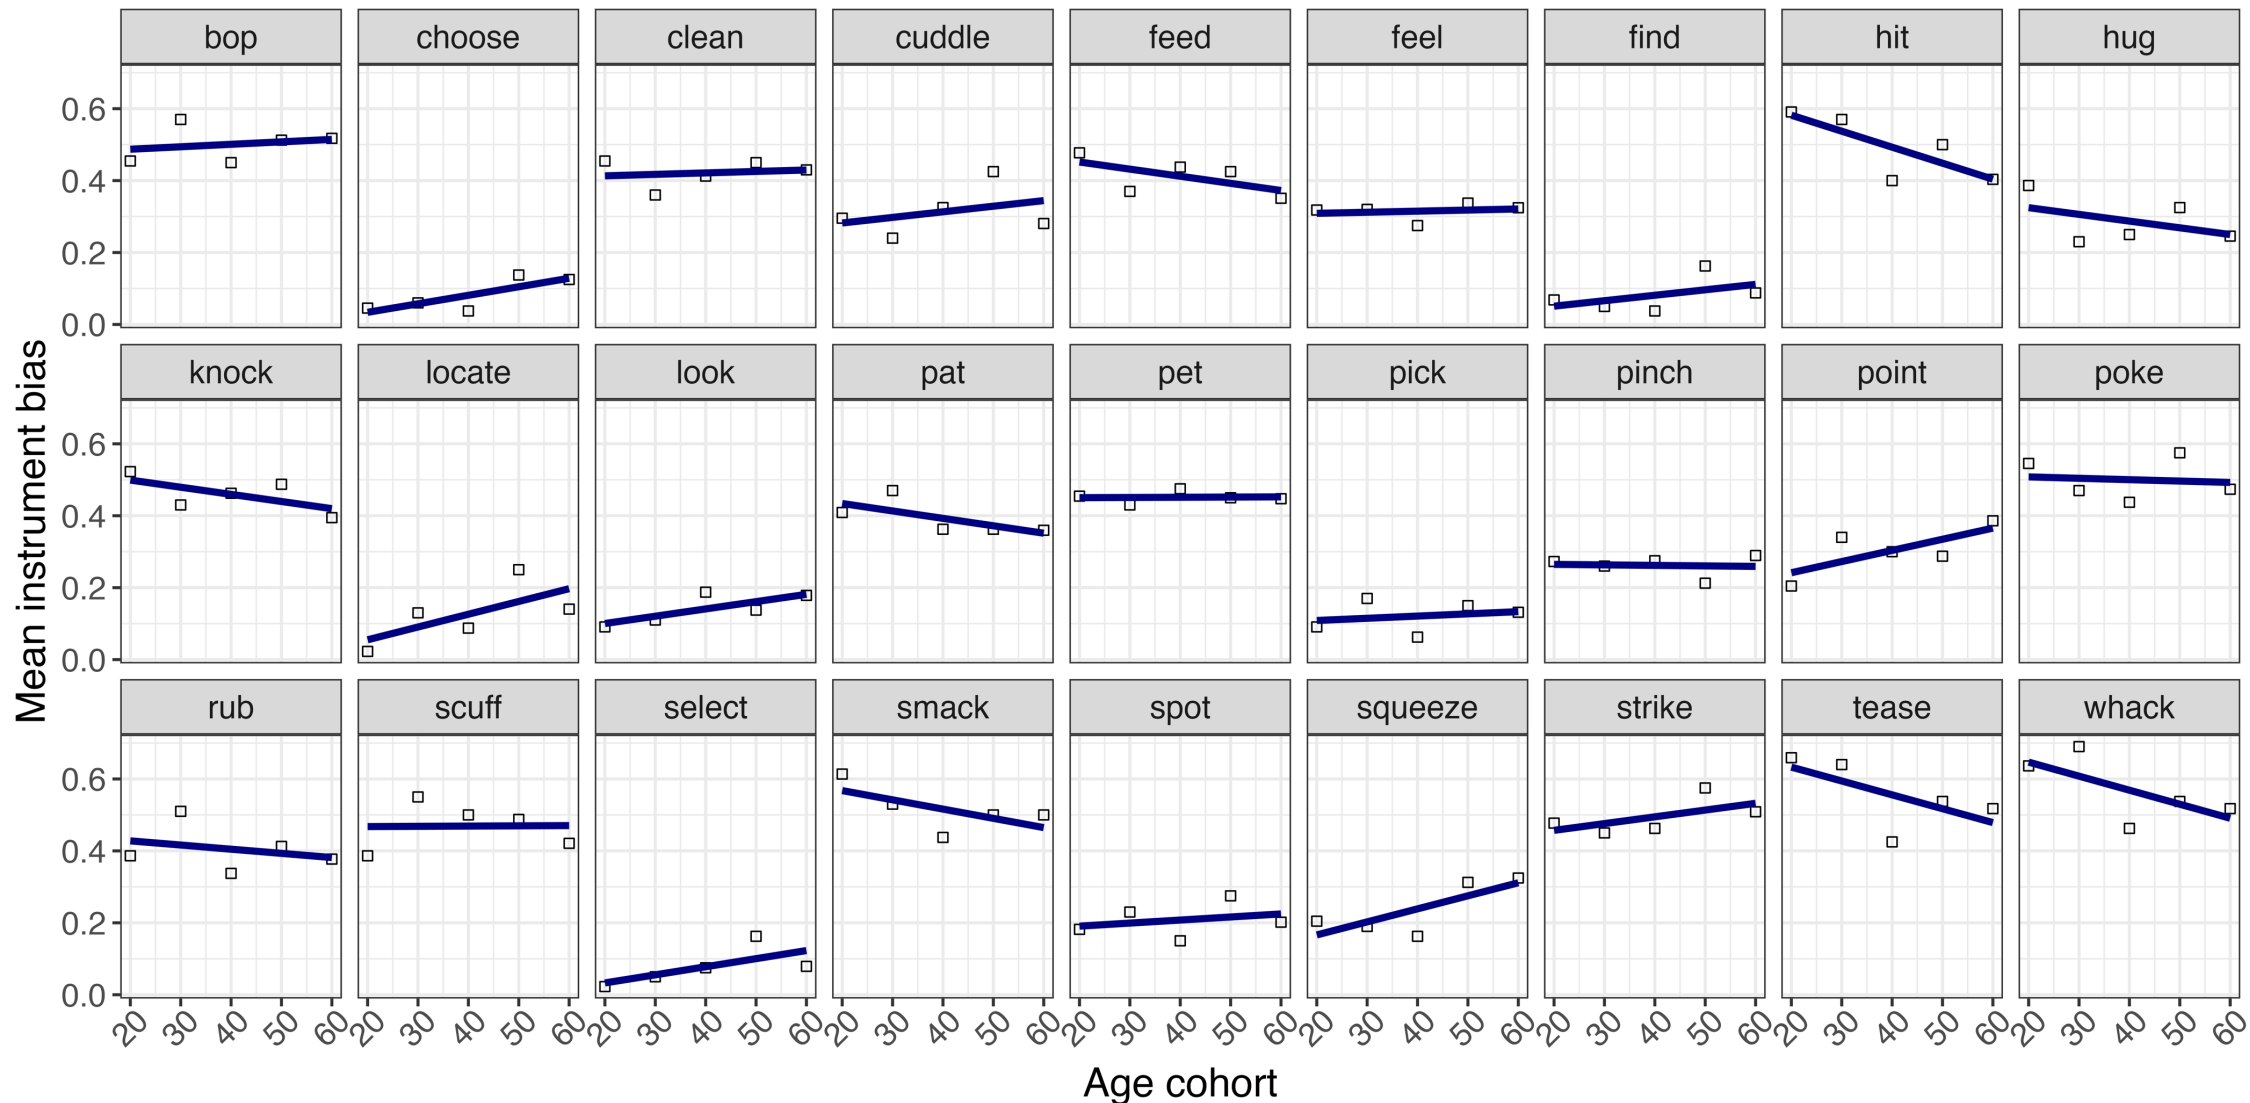 bop choose clean cuddle feed feel find hit hug
0.6
0.4
0.2
0.0
knock locate look pat pet pick pinch point poke
0.6
0.4
0.2
0.0
rub scuff select smack spot squeeze strike tease whack
0.6
0.4
0.2
0.0
20 30 40 50 60 20 30 40 50 60 20 30 40 50 60 20 30 40 50 60 20 30 40 50 60 20 30 40 50 60 20 30 40 50 60 20 30 40 50 60 20 30 40 50 60
Mean instrument bias
Age cohort